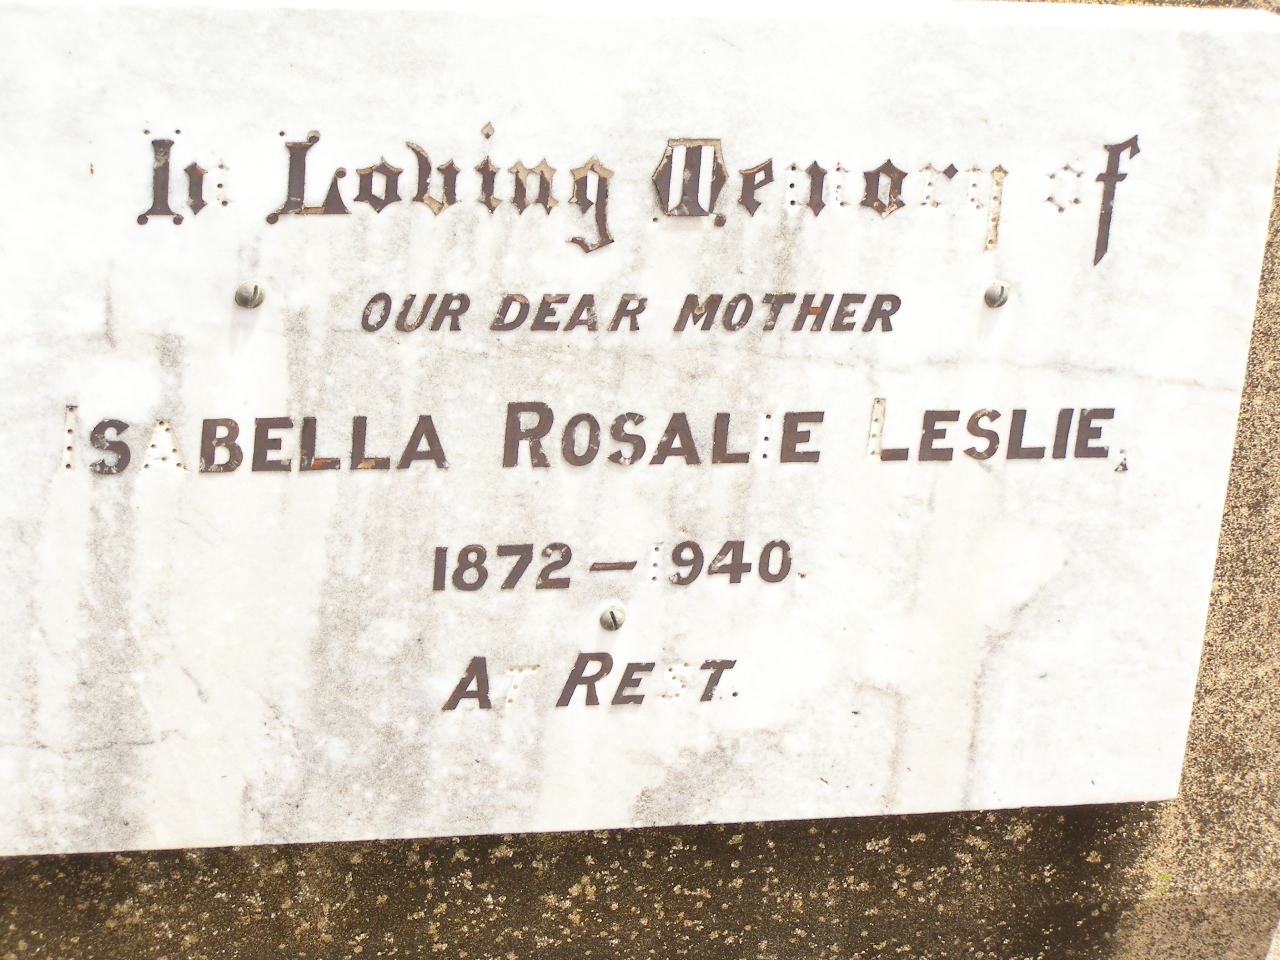 In Loving Memory of
OUR DEAR MOTHER
ISABELLA ROSALIE LESLIE,
1872 — 1940.
AT REST.